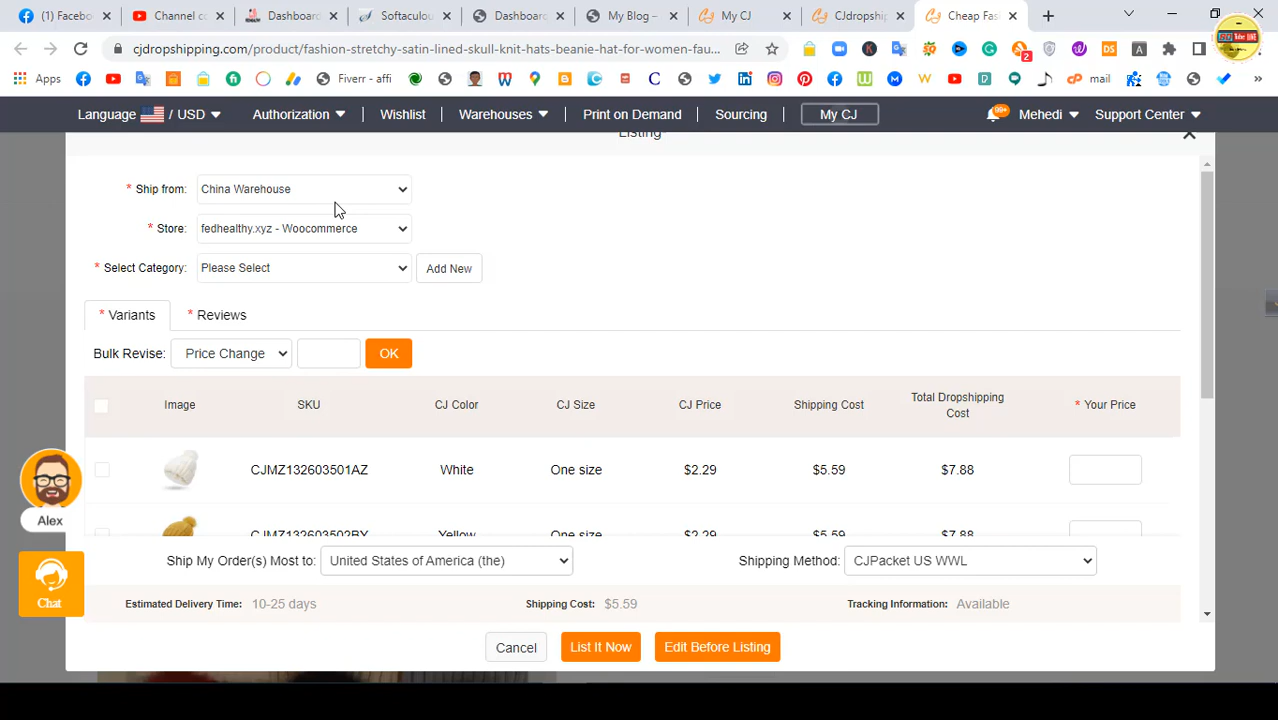 (1) Facebo
Channel co
Dashboard
Softaculou
Dashboard
My Blog –
My CJ
CJdropship
Cheap Fas
cjdropshipping.com/product/fashion-stretchy-satin-lined-skull-knit-hats-beanie-hat-for-women-fau...
Apps
Fiverr - affi
mail
Language / USD
Authorization
Wishlist
Warehouses
Print on Demand
Sourcing
My CJ
99+
Mehedi
Support Center
Listing
* Ship from: China Warehouse
* Store: fedhealthy.xyz - Woocommerce
* Select Category: Please Select Add New
* Variants * Reviews
Bulk Revise: Price Change OK
Image SKU CJ Color CJ Size CJ Price Shipping Cost Total Dropshipping Cost * Your Price
CJMZ132603501AZ White One size $2.29 $5.59 $7.88
CJMZ132603502BY Yellow One size $2.29 $5.59 $7.88
Alex
Chat
Ship My Order(s) Most to: United States of America (the) Shipping Method: CJPacket US WWL
Estimated Delivery Time: 10-25 days Shipping Cost: $5.59 Tracking Information: Available
Cancel List It Now Edit Before Listing